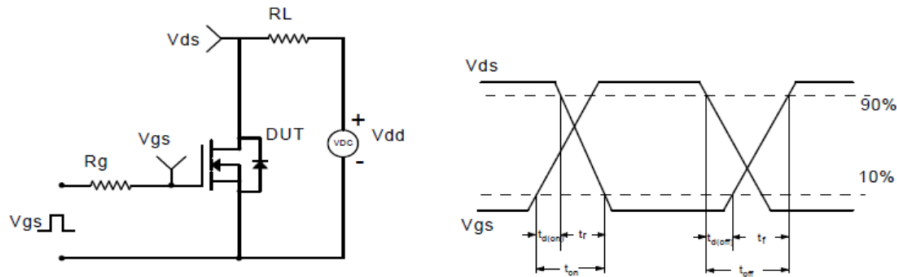 RL
Vds
Vgs
DUT
Rg
Vgs
+
VDC
-
Vdd
Vds
90%
10%
Vgs
td(on)
tr
td(off)
tf
ton
toff